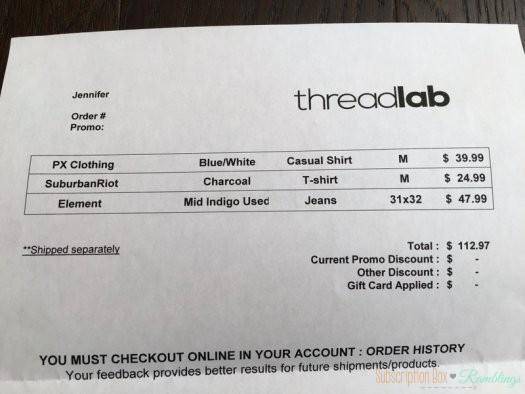 Jennifer
threadlab
Order #
Promo:
PX Clothing Blue/White Casual Shirt M $ 39.99
SuburbanRiot Charcoal T-shirt M $ 24.99
Element Mid Indigo Used Jeans 31x32 $ 47.99
**Shipped separately
Total : $ 112.97
Current Promo Discount : $ -
Other Discount : $ -
Gift Card Applied : $ -
YOU MUST CHECKOUT ONLINE IN YOUR ACCOUNT : ORDER HISTORY
Your feedback provides better results for future shipments/products.
Subscription Box Ramblings